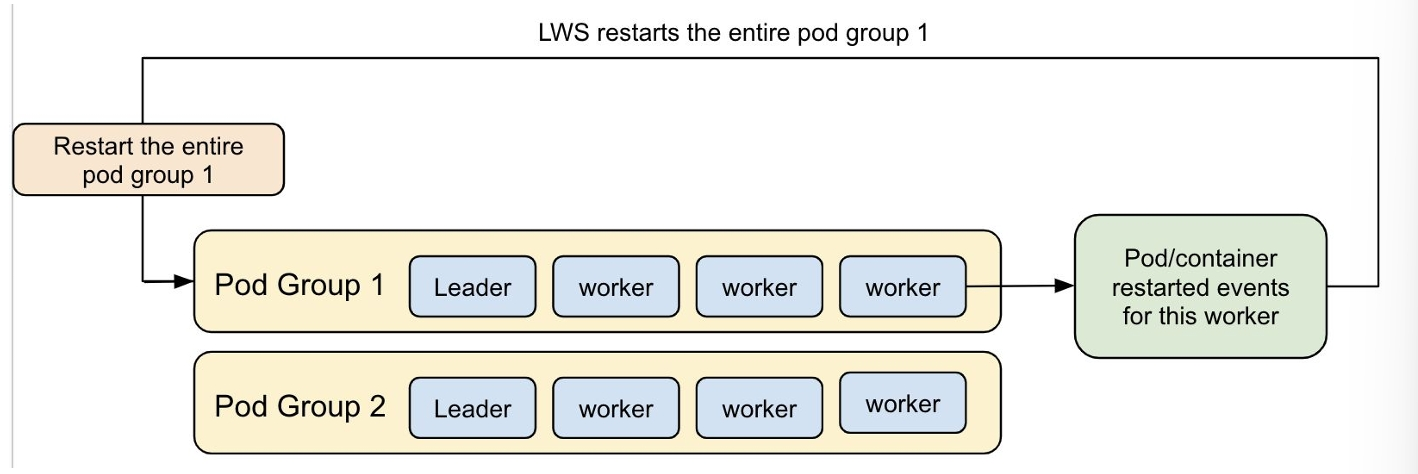 LWS restarts the entire pod group 1
Restart the entire
pod group 1
Pod Group 1
Leader
worker
worker
worker
Pod/container
restarted events
for this worker
Pod Group 2
Leader
worker
worker
worker